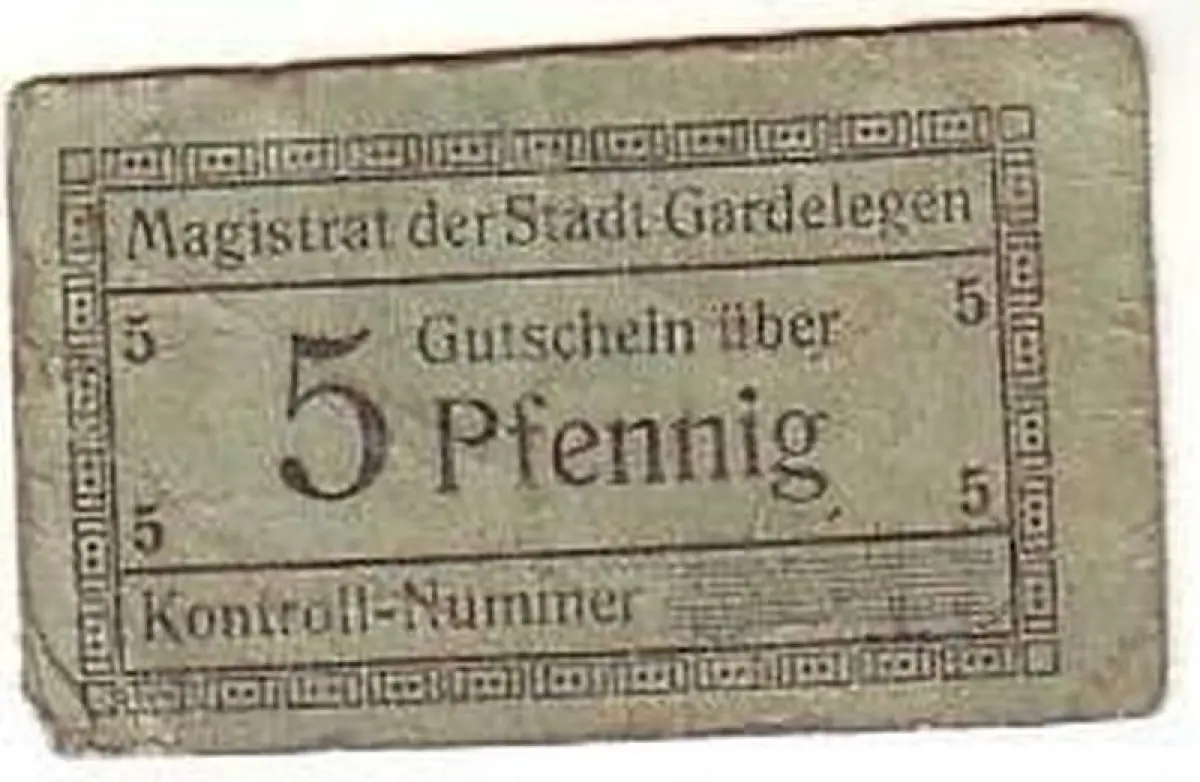 Magistrat der Stadt Gardelegen
5 5
Gutschein über
5 Pfennig
5 5
Kontroll-Nummer